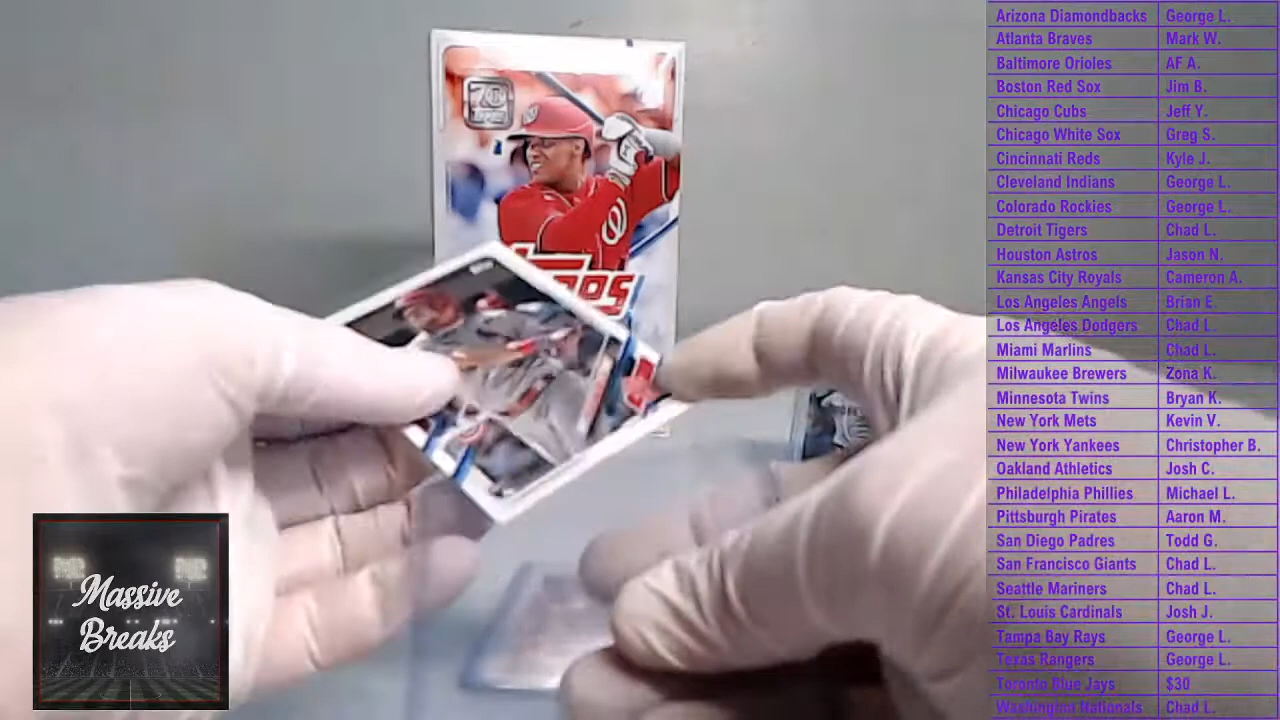 70
Topps
Massive
Breaks
Arizona Diamondbacks George L.
Atlanta Braves Mark W.
Baltimore Orioles AF A.
Boston Red Sox Jim B.
Chicago Cubs Jeff Y.
Chicago White Sox Greg S.
Cincinnati Reds Kyle J.
Cleveland Indians George L.
Colorado Rockies George L.
Detroit Tigers Chad L.
Houston Astros Jason N.
Kansas City Royals Cameron A.
Los Angeles Angels Brian E.
Los Angeles Dodgers Chad L.
Miami Marlins Chad L.
Milwaukee Brewers Zona K.
Minnesota Twins Bryan K.
New York Mets Kevin V.
New York Yankees Christopher B.
Oakland Athletics Josh C.
Philadelphia Phillies Michael L.
Pittsburgh Pirates Aaron M.
San Diego Padres Todd G.
San Francisco Giants Chad L.
Seattle Mariners Chad L.
St. Louis Cardinals Josh J.
Tampa Bay Rays George L.
Texas Rangers George L.
Toronto Blue Jays $30
Washington Nationals Chad L.